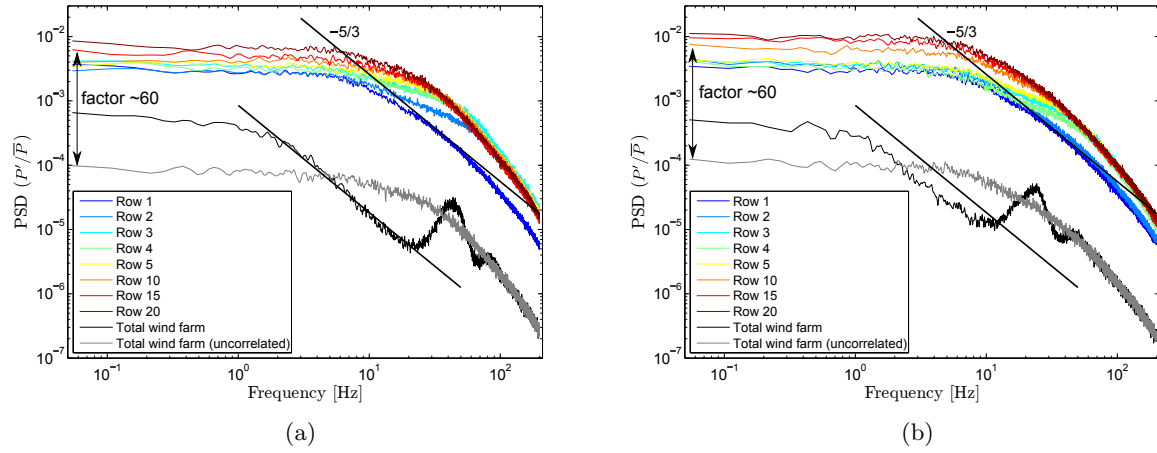 10⁻²
10⁻³
10⁻⁴
10⁻⁵
10⁻⁶
10⁻⁷
PSD (P′/P̅)
−5/3
factor ~60
Row 1
Row 2
Row 3
Row 4
Row 5
Row 10
Row 15
Row 20
Total wind farm
Total wind farm (uncorrelated)
10⁻¹ 10⁰ 10¹ 10²
Frequency [Hz]
(a)
10⁻²
10⁻³
10⁻⁴
10⁻⁵
10⁻⁶
10⁻⁷
PSD (P′/P̅)
−5/3
factor ~60
Row 1
Row 2
Row 3
Row 4
Row 5
Row 10
Row 15
Row 20
Total wind farm
Total wind farm (uncorrelated)
10⁻¹ 10⁰ 10¹ 10²
Frequency [Hz]
(b)